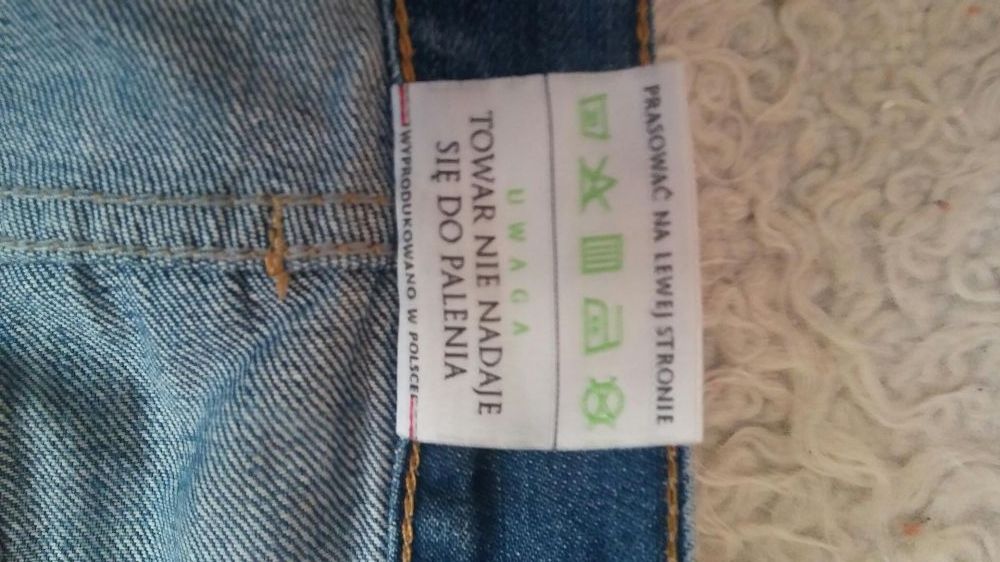 PRASOWAĆ NA LEWEJ STRONIE
UWAGA
TOWAR NIE NADAJE
SIĘ DO PALENIA
WYPRODUKOWANO W POLSCE